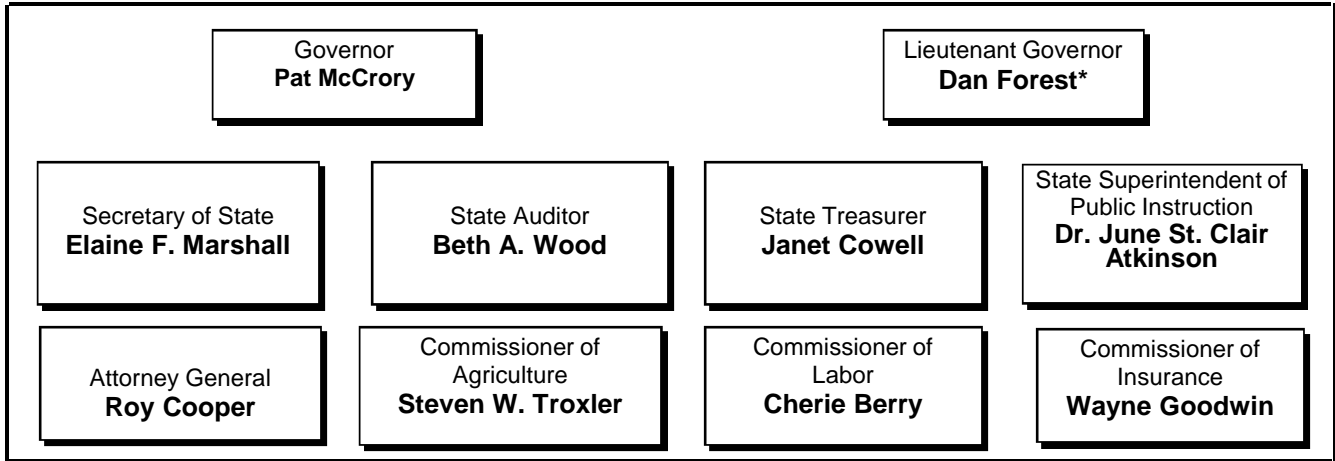 Governor
Pat McCrory
Lieutenant Governor
Dan Forest*
Secretary of State
Elaine F. Marshall
State Auditor
Beth A. Wood
State Treasurer
Janet Cowell
State Superintendent of
Public Instruction
Dr. June St. Clair
Atkinson
Attorney General
Roy Cooper
Commissioner of
Agriculture
Steven W. Troxler
Commissioner of
Labor
Cherie Berry
Commissioner of
Insurance
Wayne Goodwin